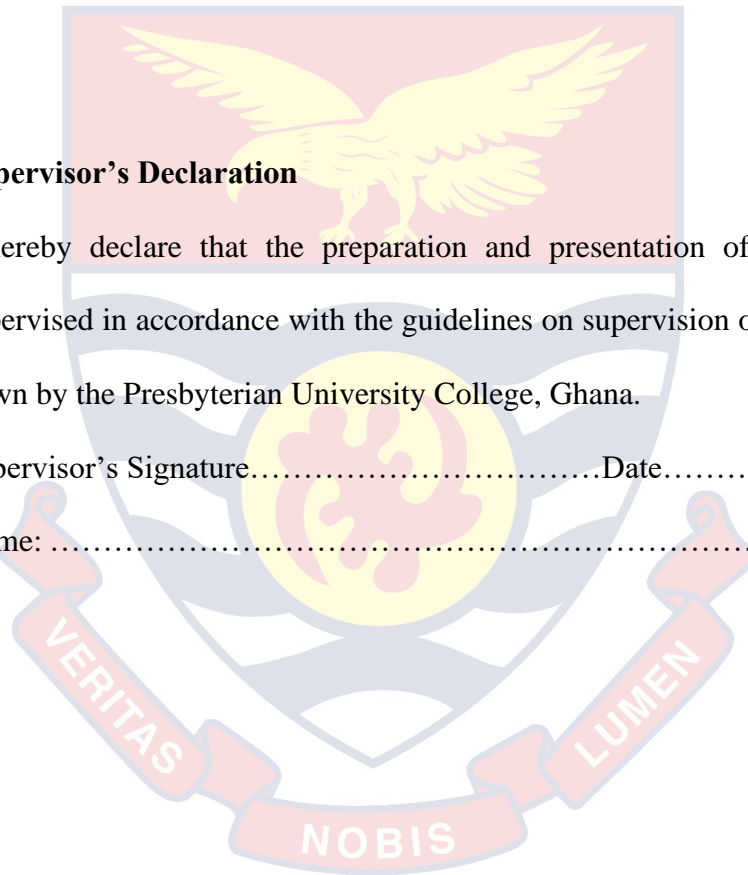 pervisor's Declaration
ereby declare that the preparation and presentation of
pervised in accordance with the guidelines on supervision o
wn by the Presbyterian University College, Ghana.
pervisor's Signature……………………………Date………
me: …………………………………………………………
VERITAS
NOBIS
LUMEN